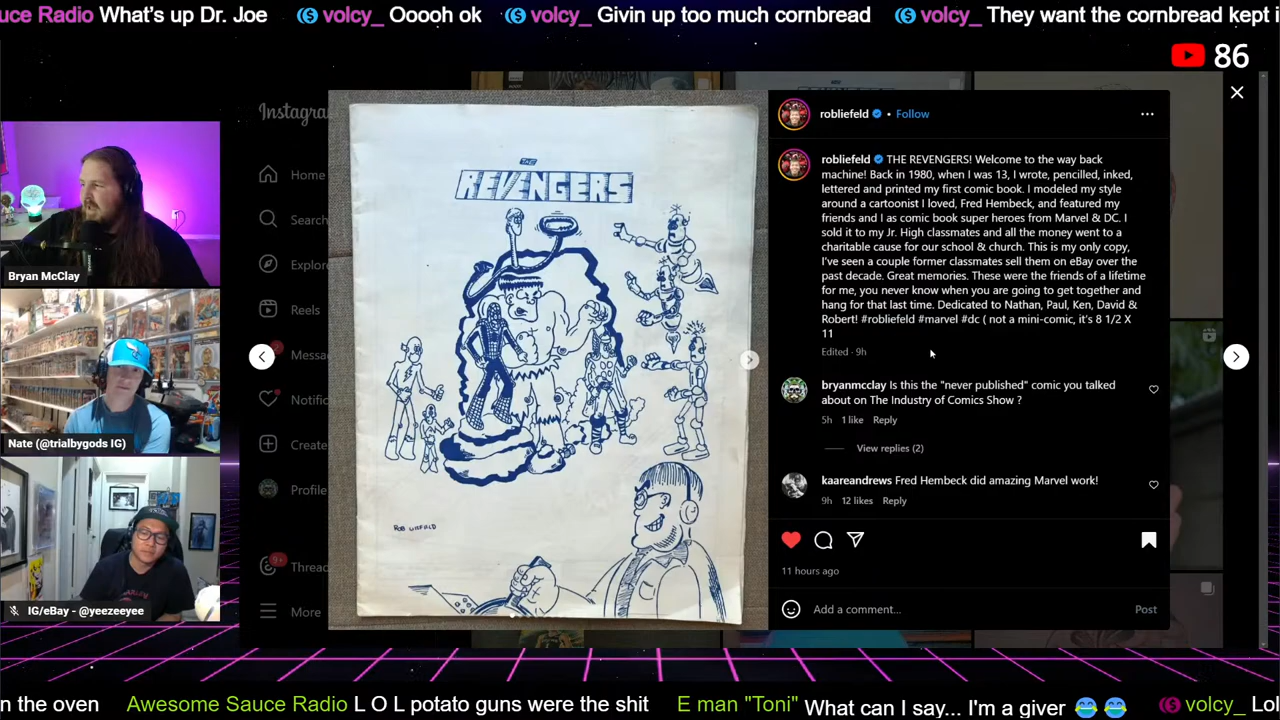 uce Radio What's up Dr. Joe volcy_ Ooooh ok volcy_ Givin up too much cornbread volcy_ They want the cornbread kept i
86
Instagra
Home
Search
Explor
Reels
Messa
Notific
Create
Profile
9+
Thread
More
Bryan McClay
Nate (@trialbygods IG)
IG/eBay - @yeezeeyee
THE
REVENGERS
ROB LIEFELD
robliefeld • Follow
robliefeld THE REVENGERS! Welcome to the way back
machine! Back in 1980, when I was 13, I wrote, pencilled, inked,
lettered and printed my first comic book. I modeled my style
around a cartoonist I loved, Fred Hembeck, and featured my
friends and I as comic book super heroes from Marvel & DC. I
sold it to my Jr. High classmates and all the money went to a
charitable cause for our school & church. This is my only copy,
I've seen a couple former classmates sell them on eBay over the
past decade. Great memories. These were the friends of a lifetime
for me, you never know when you are going to get together and
hang for that last time. Dedicated to Nathan, Paul, Ken, David &
Robert! #robliefeld #marvel #dc ( not a mini-comic, it's 8 1/2 X
11
Edited · 9h
bryanmcclay Is this the "never published" comic you talked
about on The Industry of Comics Show ?
5h 1 like Reply
View replies (2)
kaareandrews Fred Hembeck did amazing Marvel work!
9h 12 likes Reply
11 hours ago
Add a comment... Post
n the oven Awesome Sauce Radio L O L potato guns were the shit E man "Toni" What can I say... I'm a giver 😂 😂 volcy_ Lol